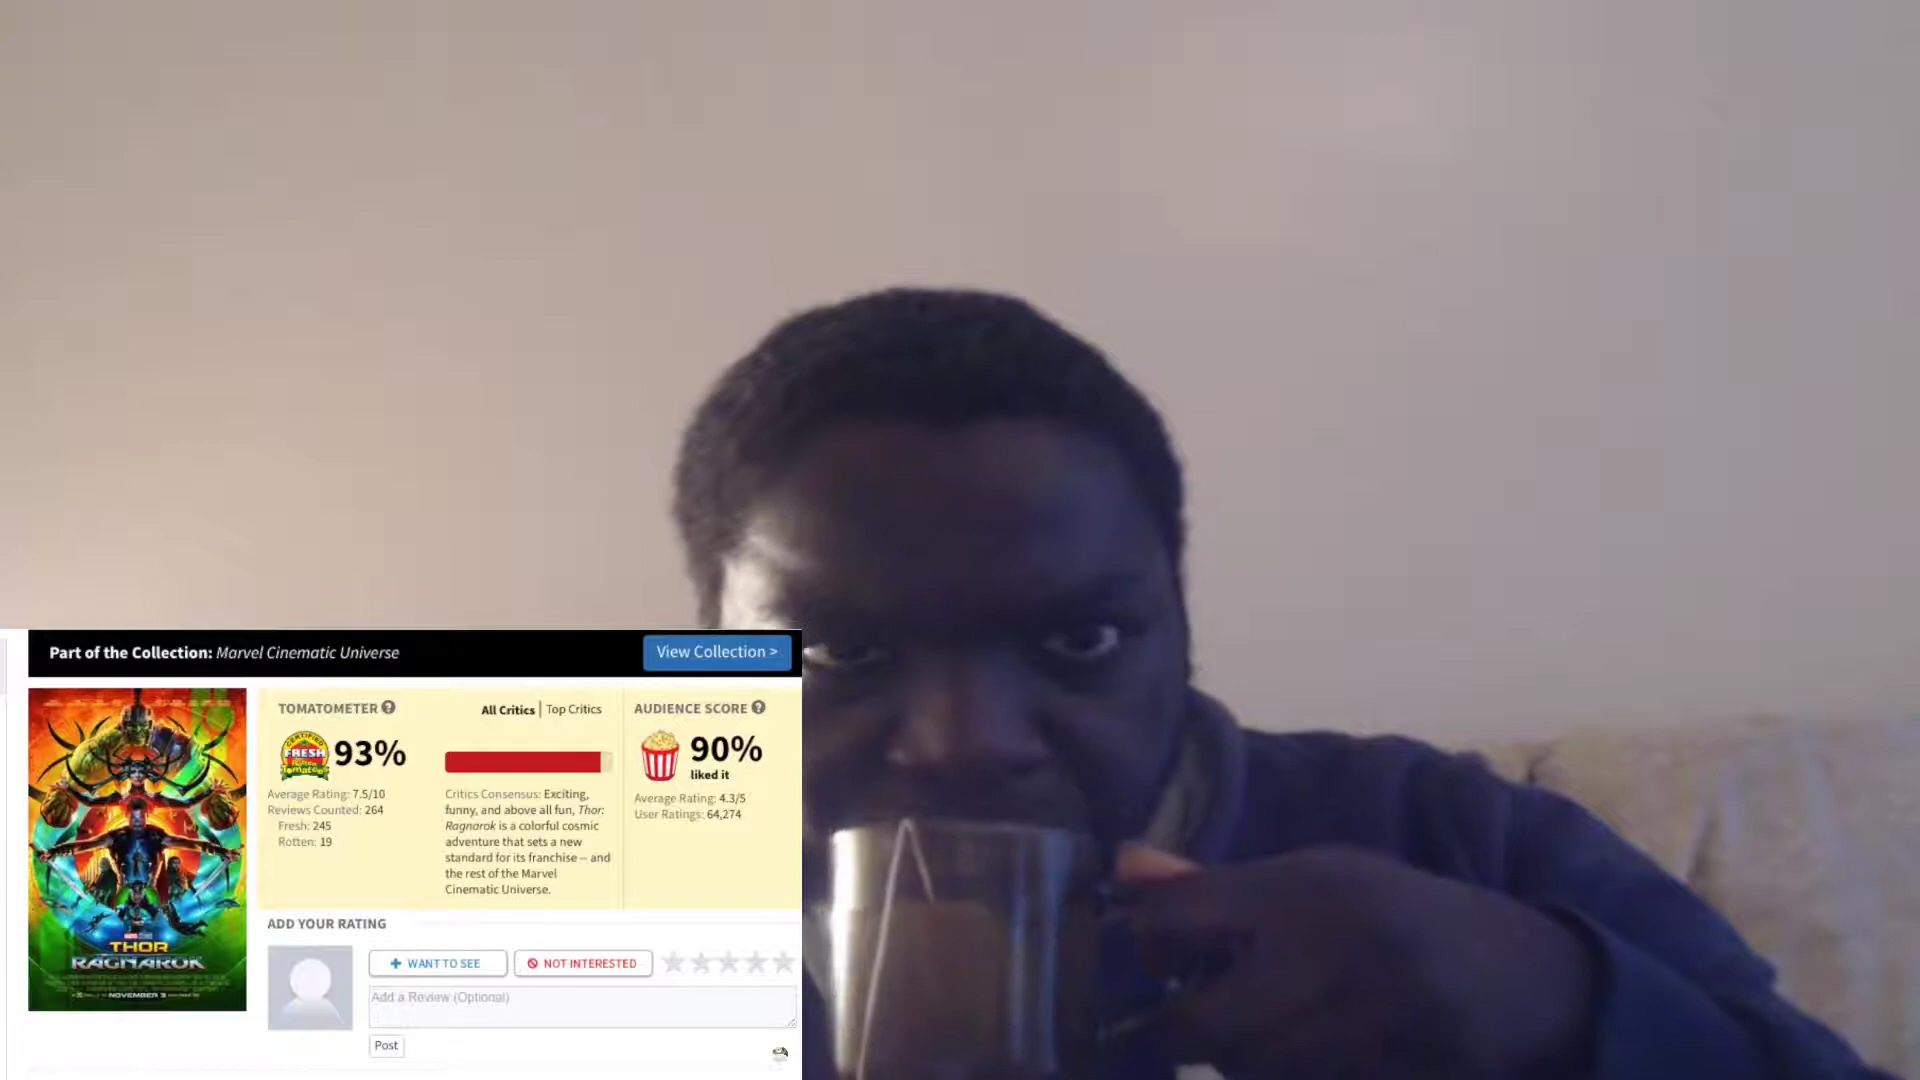 Part of the Collection: Marvel Cinematic Universe
View Collection >
TOMATOMETER
All Critics | Top Critics
AUDIENCE SCORE
CERTIFIED
FRESH
Rotten
Tomatoes
93%
90%
liked it
Average Rating: 7.5/10
Reviews Counted: 264
Fresh: 245
Rotten: 19
Critics Consensus: Exciting,
funny, and above all fun, Thor:
Ragnarok is a colorful cosmic
adventure that sets a new
standard for its franchise -- and
the rest of the Marvel
Cinematic Universe.
Average Rating: 4.3/5
User Ratings: 64,274
THOR
RAGNAROK
NOVEMBER 3
ADD YOUR RATING
+ WANT TO SEE
NOT INTERESTED
Add a Review (Optional)
Post